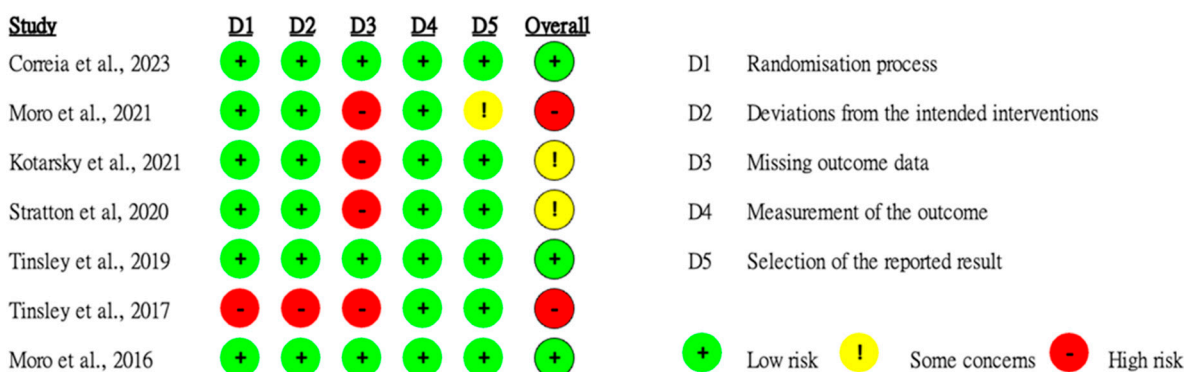 Study D1 D2 D3 D4 D5 Overall
Correia et al., 2023 + + + + + +
Moro et al., 2021 + + - + ! -
Kotarsky et al., 2021 + + - + + !
Stratton et al, 2020 + + - + + !
Tinsley et al., 2019 + + + + + +
Tinsley et al., 2017 - - - + + -
Moro et al., 2016 + + + + + +
D1 Randomisation process
D2 Deviations from the intended interventions
D3 Missing outcome data
D4 Measurement of the outcome
D5 Selection of the reported result
+ Low risk ! Some concerns - High risk